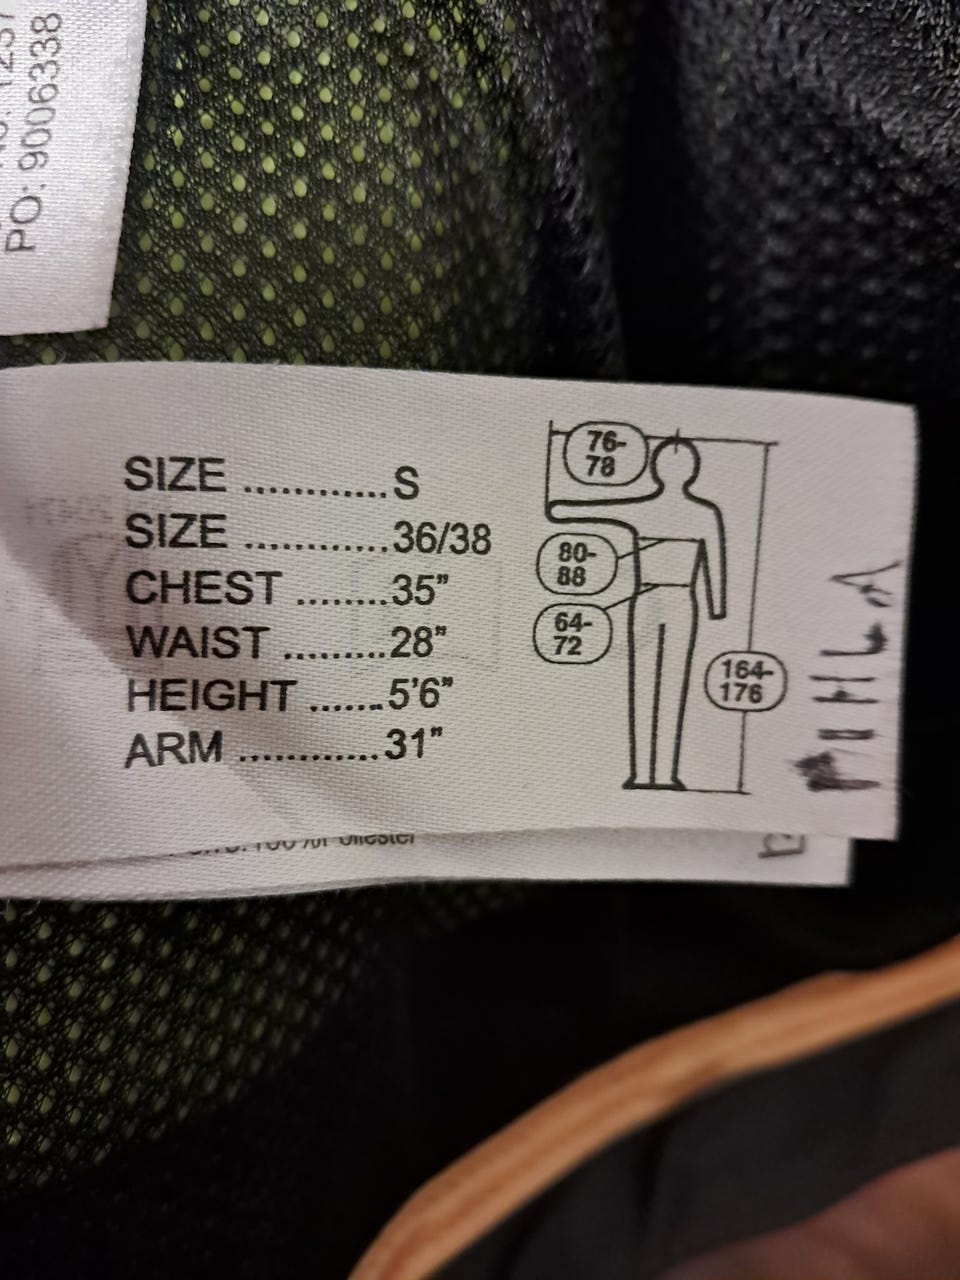 PO: 9006338
SIZE ............S
SIZE ............36/38
CHEST ........35"
WAIST .........28"
HEIGHT .......5'6"
ARM ............31"
76-
78
80-
88
64-
72
164-
176